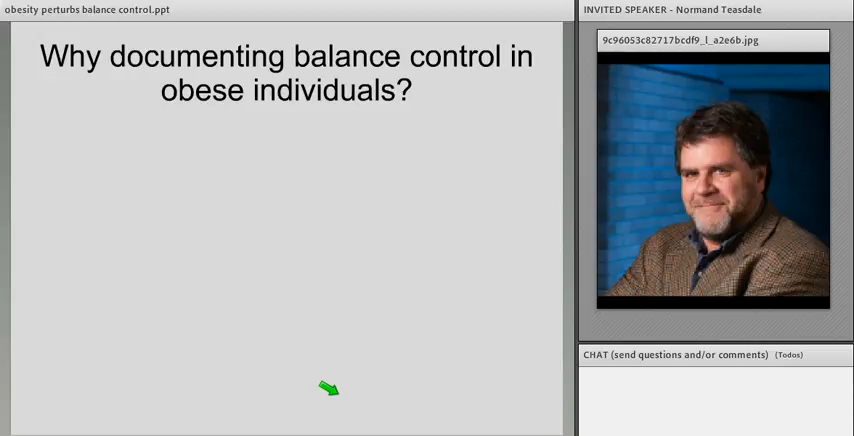 obesity perturbs balance control.ppt
Why documenting balance control in
obese individuals?
INVITED SPEAKER - Normand Teasdale
9c96053c82717bcdf9_l_a2e6b.jpg
CHAT (send questions and/or comments) (Todos)